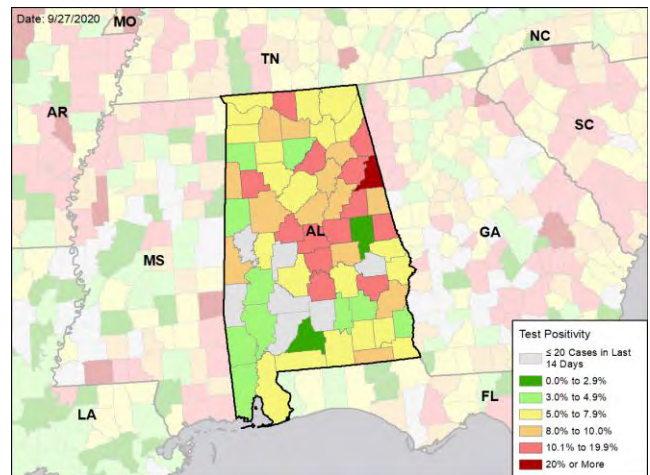 Date: 9/27/2020
MO
TN
NC
AR
SC
AL
GA
MS
LA
FL
Test Positivity
≤ 20 Cases in Last
14 Days
0.0% to 2.9%
3.0% to 4.9%
5.0% to 7.9%
8.0% to 10.0%
10.1% to 19.9%
20% or More